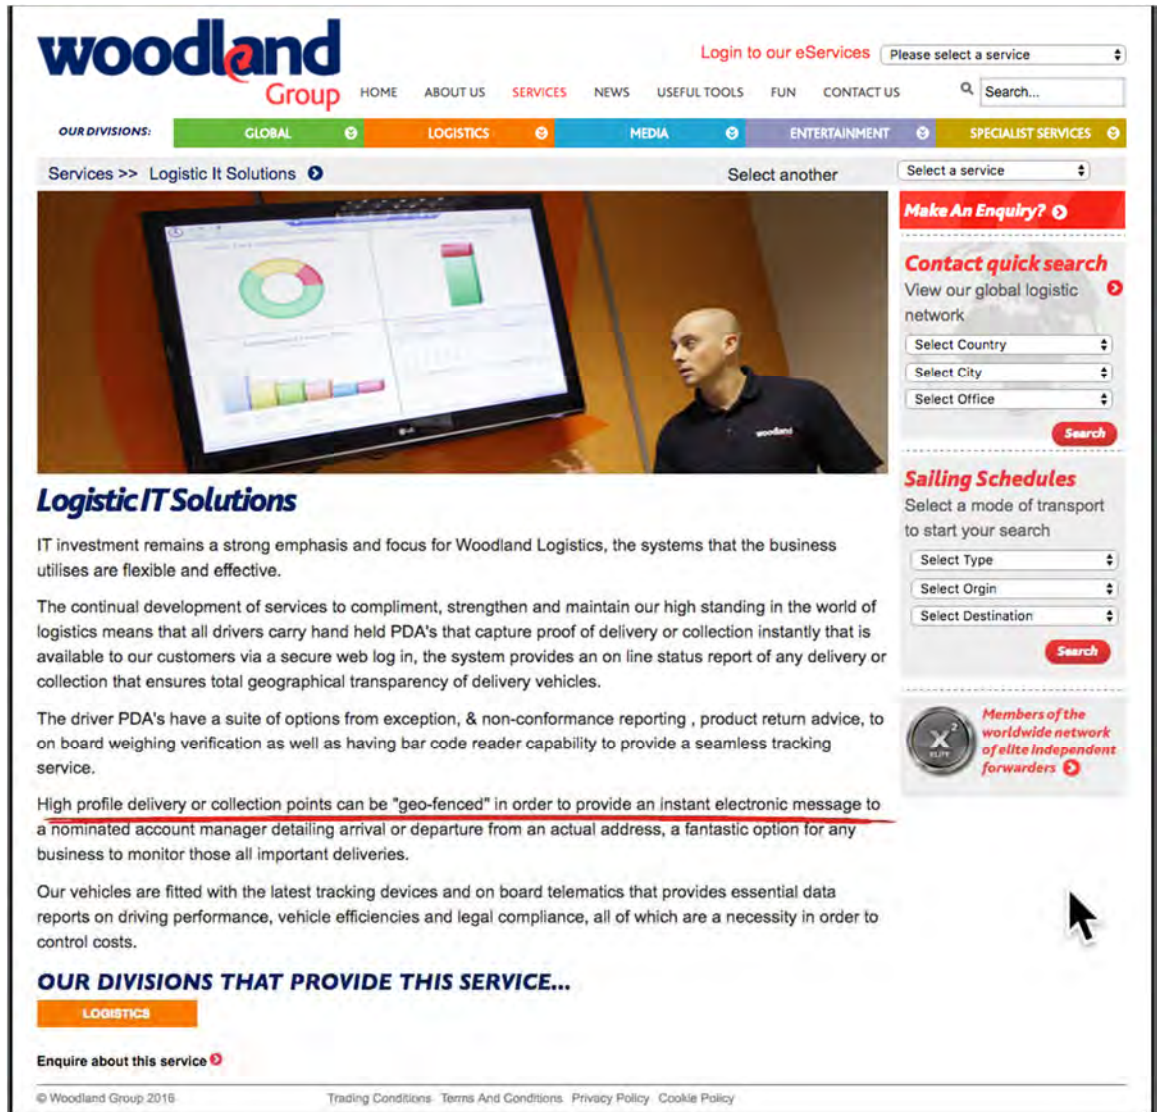 woodland
Group
Login to our eServices
Please select a service
HOME ABOUT US SERVICES NEWS USEFUL TOOLS FUN CONTACT US
Search...
OUR DIVISIONS: GLOBAL LOGISTICS MEDIA ENTERTAINMENT SPECIALIST SERVICES
Services >> Logistic It Solutions
Select another
Select a service
Logistic IT Solutions
IT investment remains a strong emphasis and focus for Woodland Logistics, the systems that the business
utilises are flexible and effective.
The continual development of services to compliment, strengthen and maintain our high standing in the world of
logistics means that all drivers carry hand held PDA's that capture proof of delivery or collection instantly that is
available to our customers via a secure web log in, the system provides an on line status report of any delivery or
collection that ensures total geographical transparency of delivery vehicles.
The driver PDA's have a suite of options from exception, & non-conformance reporting , product return advice, to
on board weighing verification as well as having bar code reader capability to provide a seamless tracking
service.
High profile delivery or collection points can be "geo-fenced" in order to provide an instant electronic message to
a nominated account manager detailing arrival or departure from an actual address, a fantastic option for any
business to monitor those all important deliveries.
Our vehicles are fitted with the latest tracking devices and on board telematics that provides essential data
reports on driving performance, vehicle efficiencies and legal compliance, all of which are a necessity in order to
control costs.
OUR DIVISIONS THAT PROVIDE THIS SERVICE...
LOGISTICS
Enquire about this service
Make An Enquiry?
Contact quick search
View our global logistic
network
Select Country
Select City
Select Office
Search
Sailing Schedules
Select a mode of transport
to start your search
Select Type
Select Orgin
Select Destination
Search
X2
ELITE
Members of the
worldwide network
of elite independent
forwarders
woodland
LG
© Woodland Group 2016
Trading Conditions Terms And Conditions Privacy Policy Cookie Policy